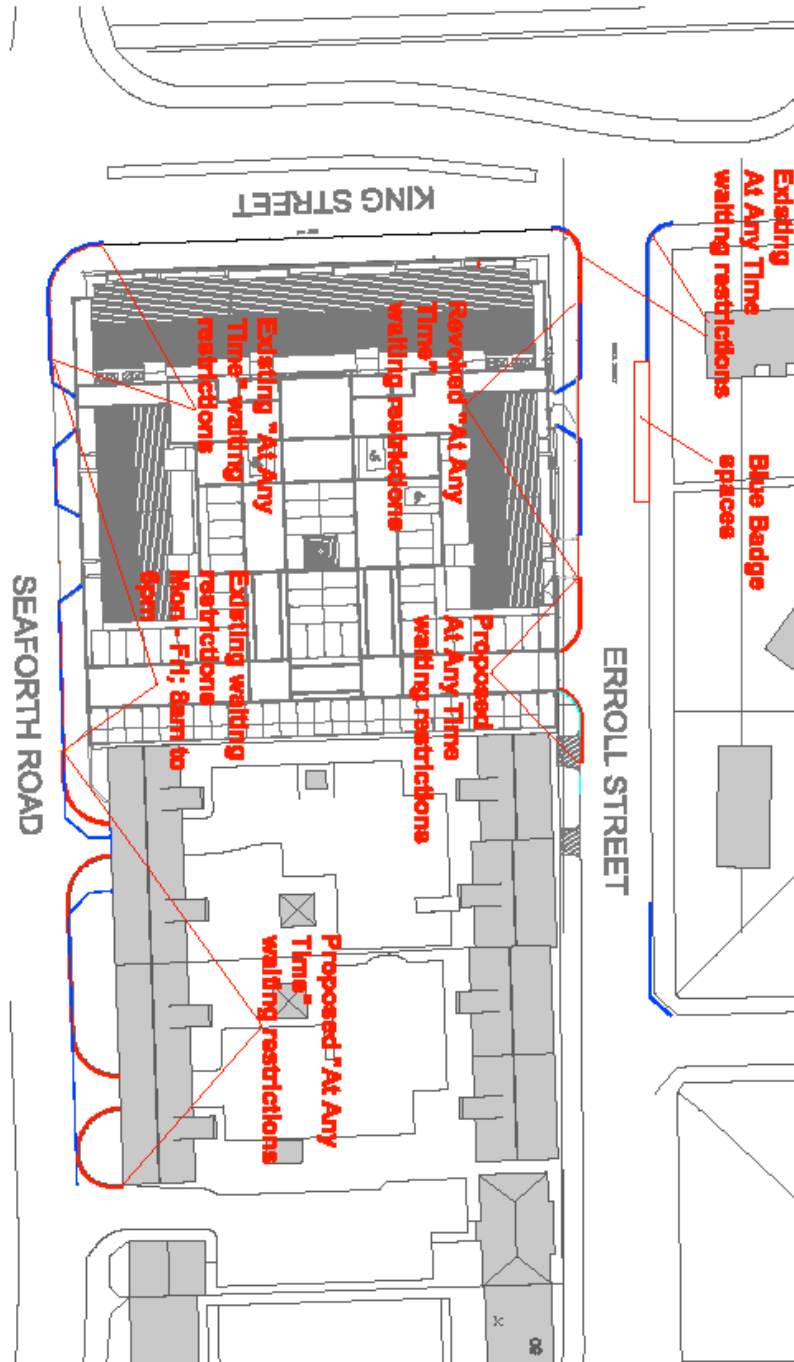 KING STREET
Existing
At Any Time
waiting restrictions
Blue Badge
spaces
Revoked "At Any
Time"
waiting restrictions
Existing "At Any
Time" waiting
restrictions
Existing waiting
restrictions
Mon - Fri; 8am to
6pm
Proposed
At Any Time
waiting restrictions
ERROLL STREET
SEAFORTH ROAD
Proposed "At Any
Time"
waiting restrictions